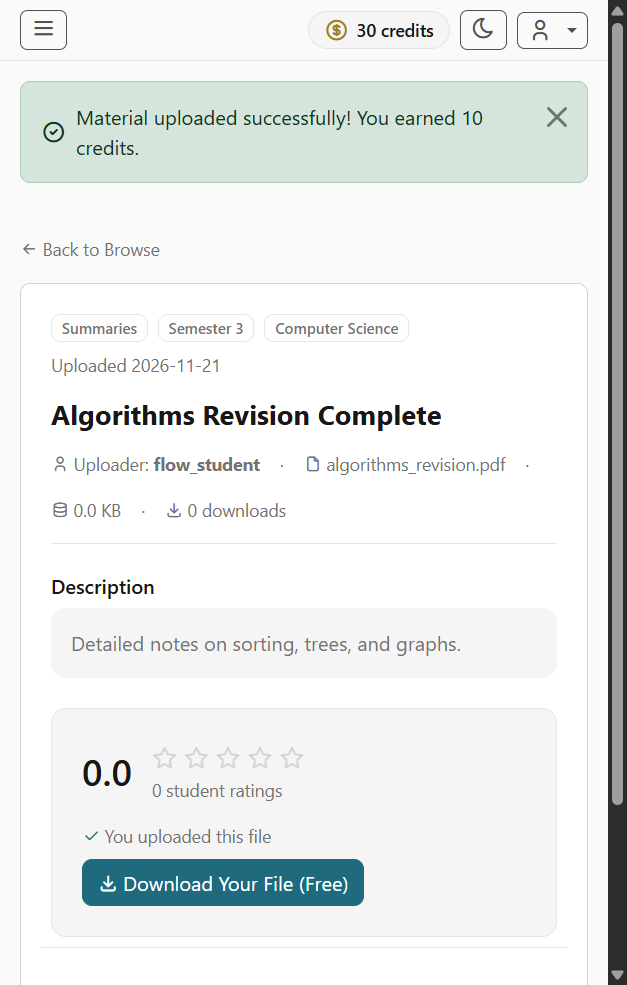 30 credits
Material uploaded successfully! You earned 10
credits.
← Back to Browse
Summaries Semester 3 Computer Science
Uploaded 2026-11-21
Algorithms Revision Complete
Uploader: flow_student · algorithms_revision.pdf ·
0.0 KB · 0 downloads
Description
Detailed notes on sorting, trees, and graphs.
0.0
0 student ratings
You uploaded this file
Download Your File (Free)